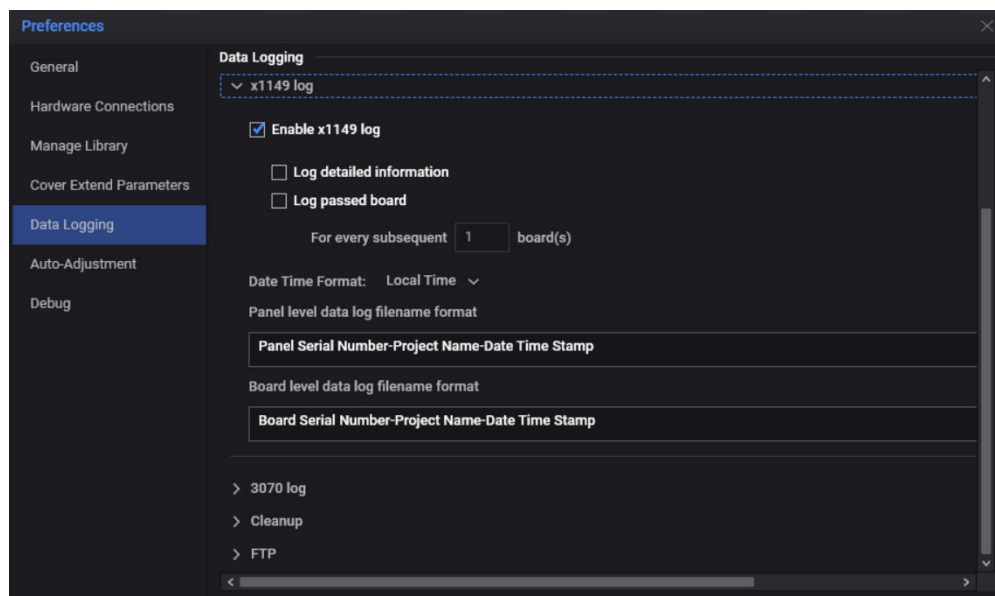 Preferences
General
Hardware Connections
Manage Library
Cover Extend Parameters
Data Logging
Auto-Adjustment
Debug
Data Logging
x1149 log
Enable x1149 log
Log detailed information
Log passed board
For every subsequent 1 board(s)
Date Time Format: Local Time
Panel level data log filename format
Panel Serial Number-Project Name-Date Time Stamp
Board level data log filename format
Board Serial Number-Project Name-Date Time Stamp
3070 log
Cleanup
FTP